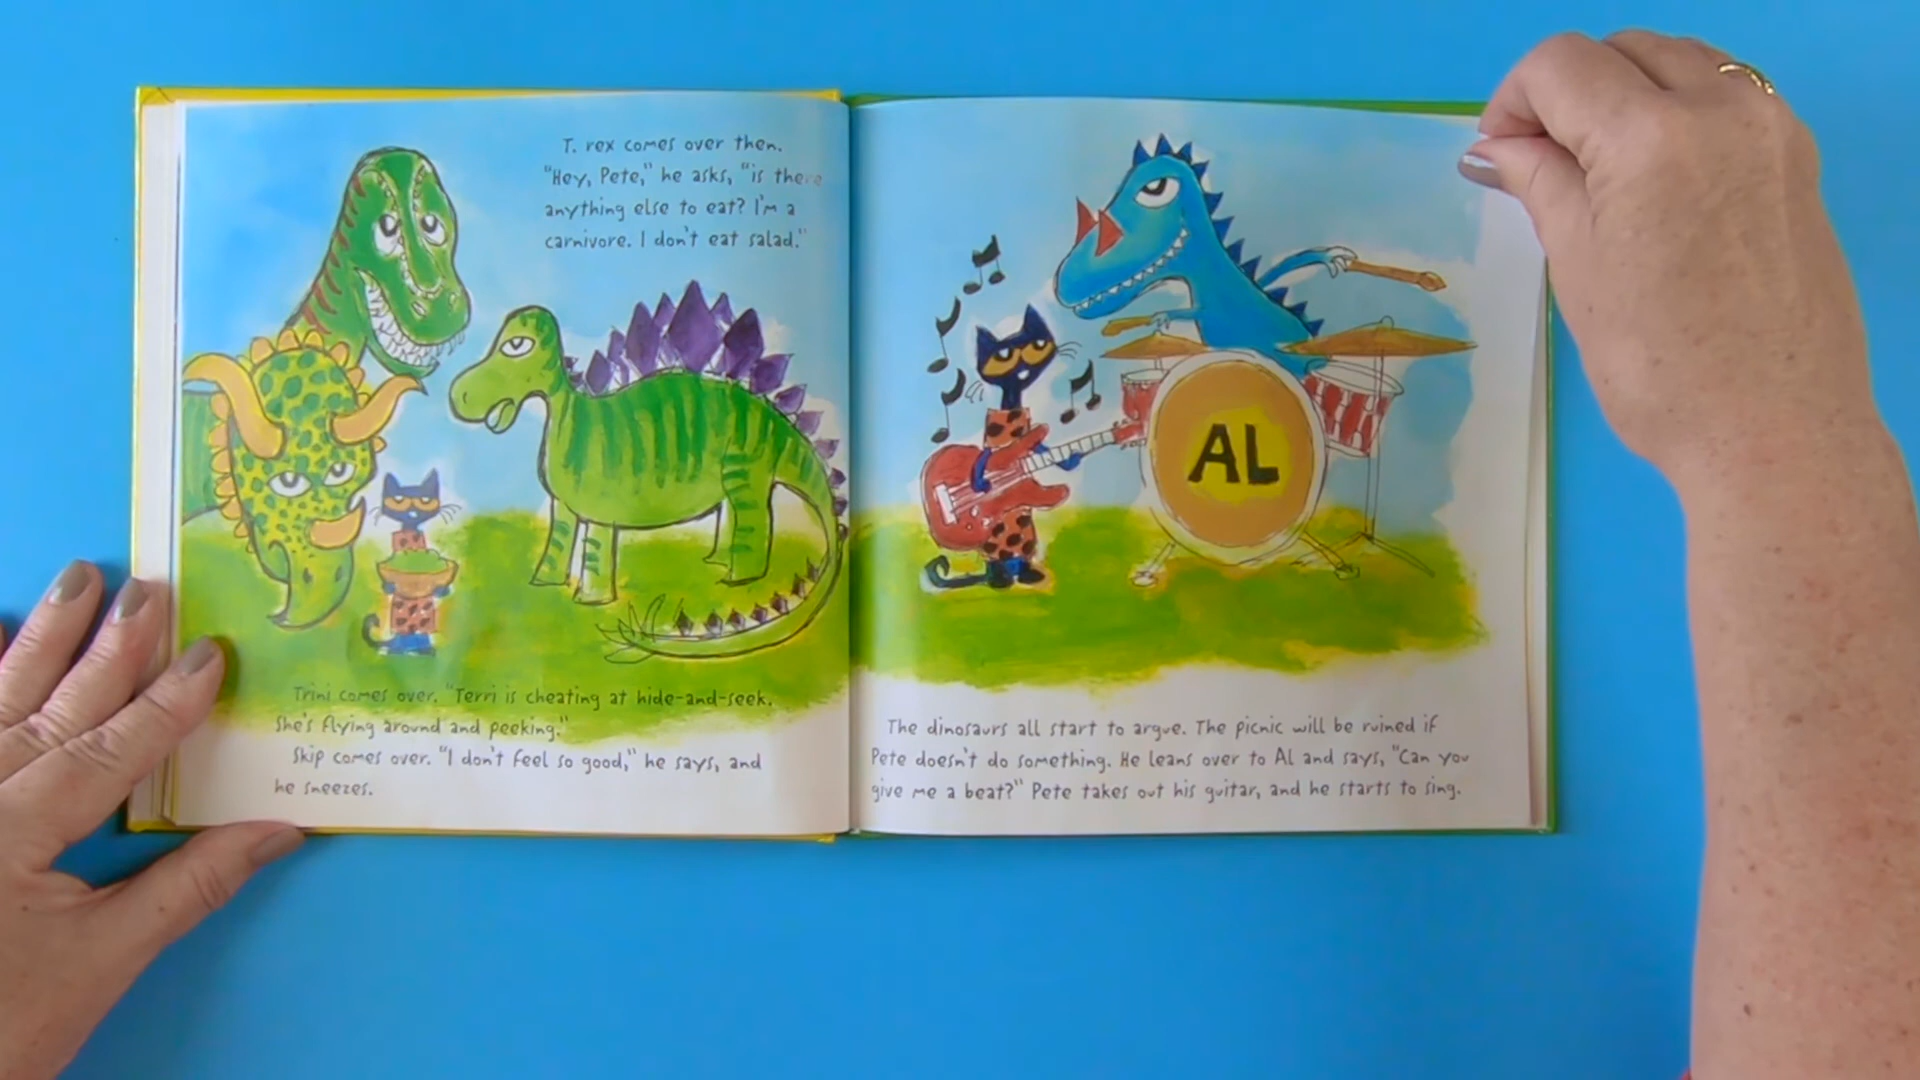 T. rex comes over then.
"Hey, Pete," he asks, "is there
anything else to eat? I'm a
carnivore. I don't eat salad."
Trini comes over. "Terri is cheating at hide-and-seek.
She's flying around and peeking."
Skip comes over. "I don't feel so good," he says, and
he sneezes.
AL
The dinosaurs all start to argue. The picnic will be ruined if
Pete doesn't do something. He leans over to Al and says, "Can you
give me a beat?" Pete takes out his guitar, and he starts to sing.